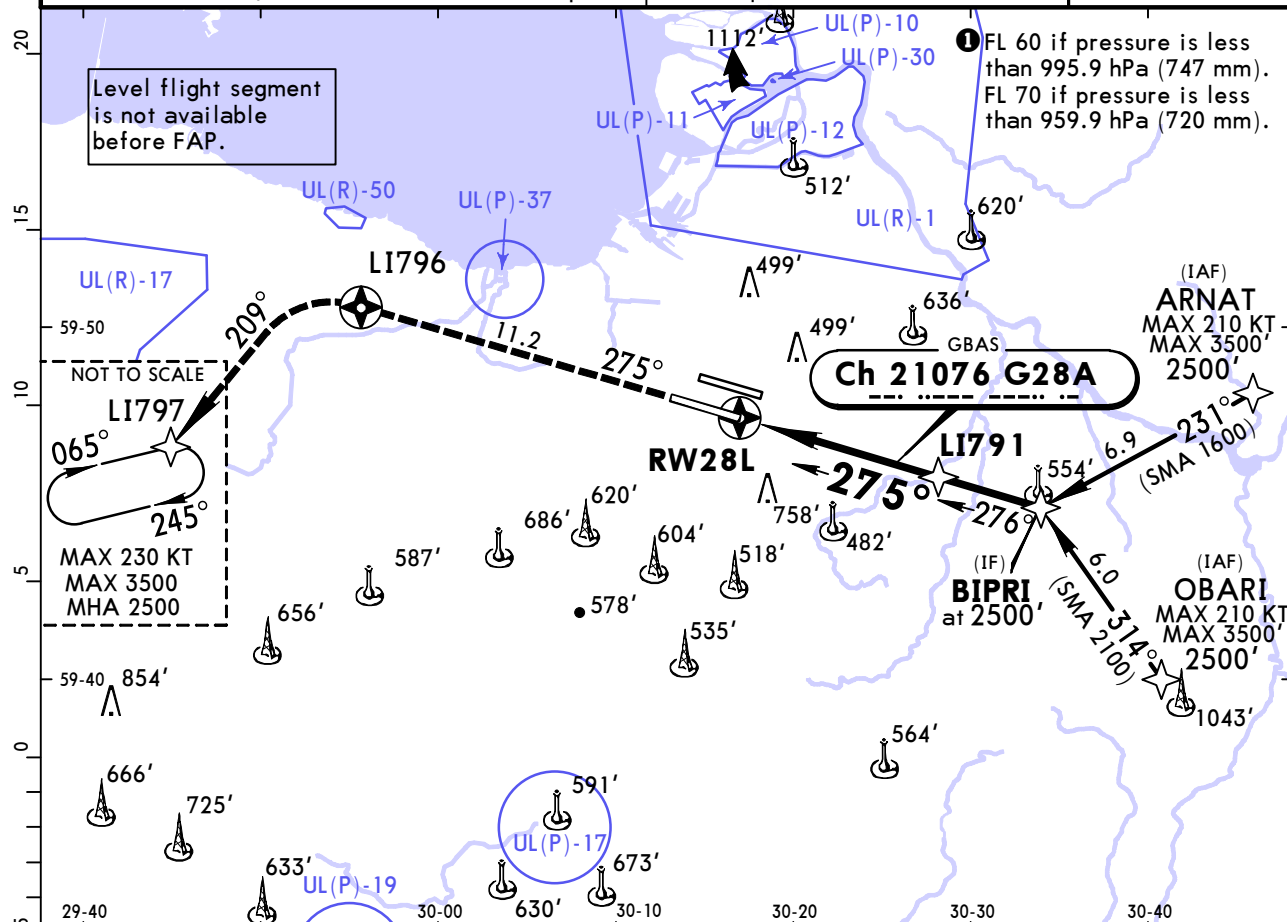 20
1112'
UL(P)-10
UL(P)-30
UL(P)-11
UL(P)-12
512'
❶ FL 60 if pressure is less
than 995.9 hPa (747 mm).
FL 70 if pressure is less
than 959.9 hPa (720 mm).
Level flight segment
is not available
before FAP.
UL(R)-50
UL(P)-37
UL(R)-1
620'
15
UL(R)-17
LI796
499'
636'
499'
(IAF)
ARNAT
MAX 210 KT
MAX 3500'
2500'
209°
11.2
275°
59-50
GBAS
Ch 21076 G28A
NOT TO SCALE
10
LI797
065°
245°
MAX 230 KT
MAX 3500
MHA 2500
RW28L
LI791
275°
276°
554'
6.9
231°
(SMA 1600)
758'
482'
620'
686'
604'
518'
587'
578'
656'
535'
5
(IF)
BIPRI
at 2500'
6.0
314°
(SMA 2100)
(IAF)
OBARI
MAX 210 KT
MAX 3500'
2500'
1043'
59-40
854'
0
564'
666'
725'
591'
UL(P)-17
633'
UL(P)-19
630'
673'
5
29-40
30-00
30-10
30-20
30-30
30-40